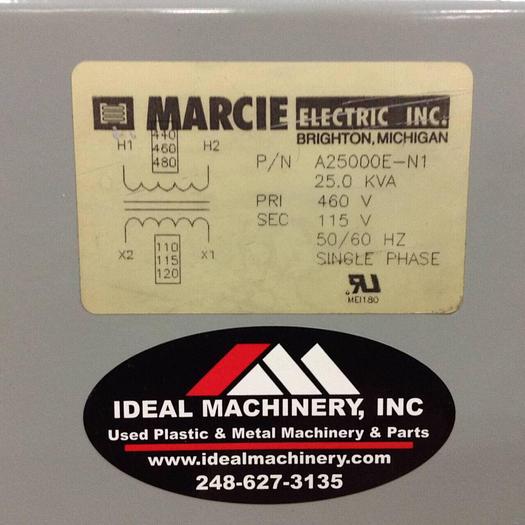 MARCIE ELECTRIC INC.
BRIGHTON, MICHIGAN
H1 440 H2
460
480
X2 110 X1
115
120
P/N A25000E-N1
25.0 KVA
PRI 460 V
SEC 115 V
50/60 HZ
SINGLE PHASE
RU
MEI180
IDEAL MACHINERY, INC
Used Plastic & Metal Machinery & Parts
www.idealmachinery.com
248-627-3135